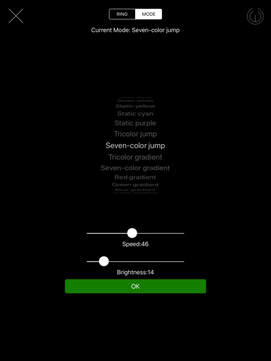 RING MODE
Current Mode: Seven-color jump
Static yellow
Static cyan
Static purple
Tricolor jump
Seven-color jump
Tricolor gradient
Seven-color gradient
Red gradient
Green gradient
Speed:46
Brightness:14
OK